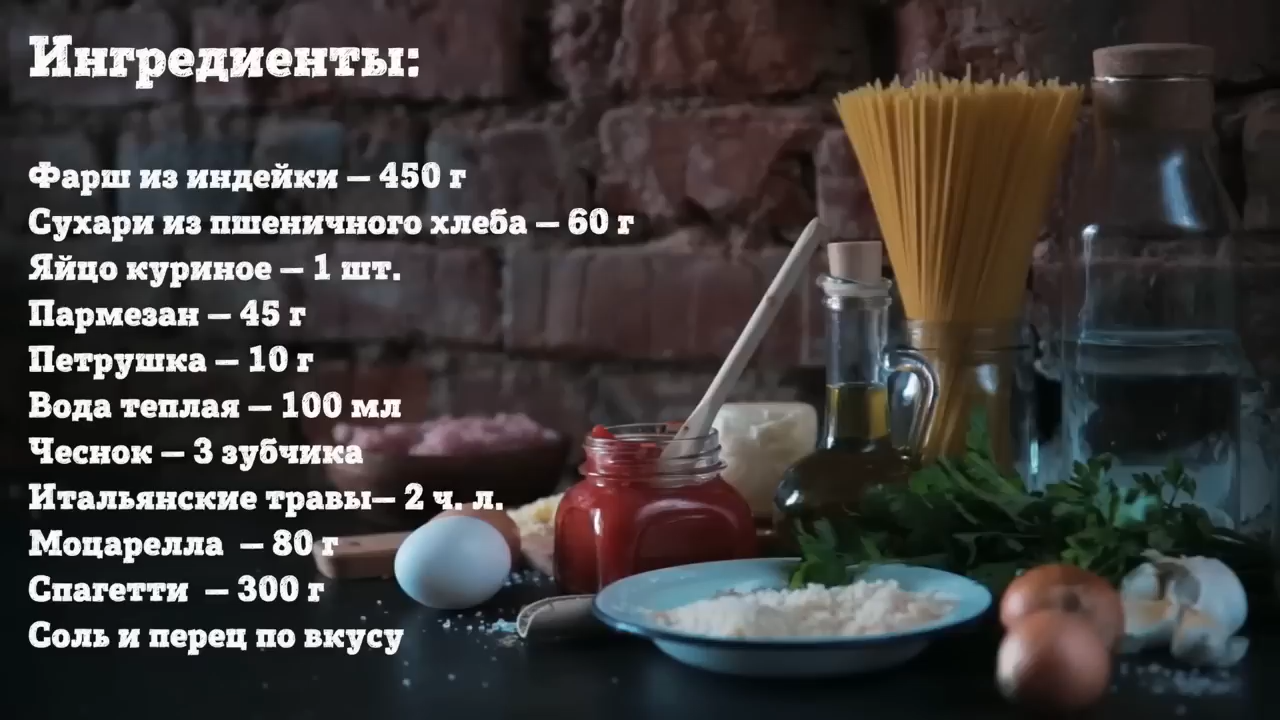 Ингредиенты:
Фарш из индейки – 450 г
Сухари из пшеничного хлеба – 60 г
Яйцо куриное – 1 шт.
Пармезан – 45 г
Петрушка – 10 г
Вода теплая – 100 мл
Чеснок – 3 зубчика
Итальянские травы– 2 ч. л.
Моцарелла – 80 г
Спагетти – 300 г
Соль и перец по вкусу